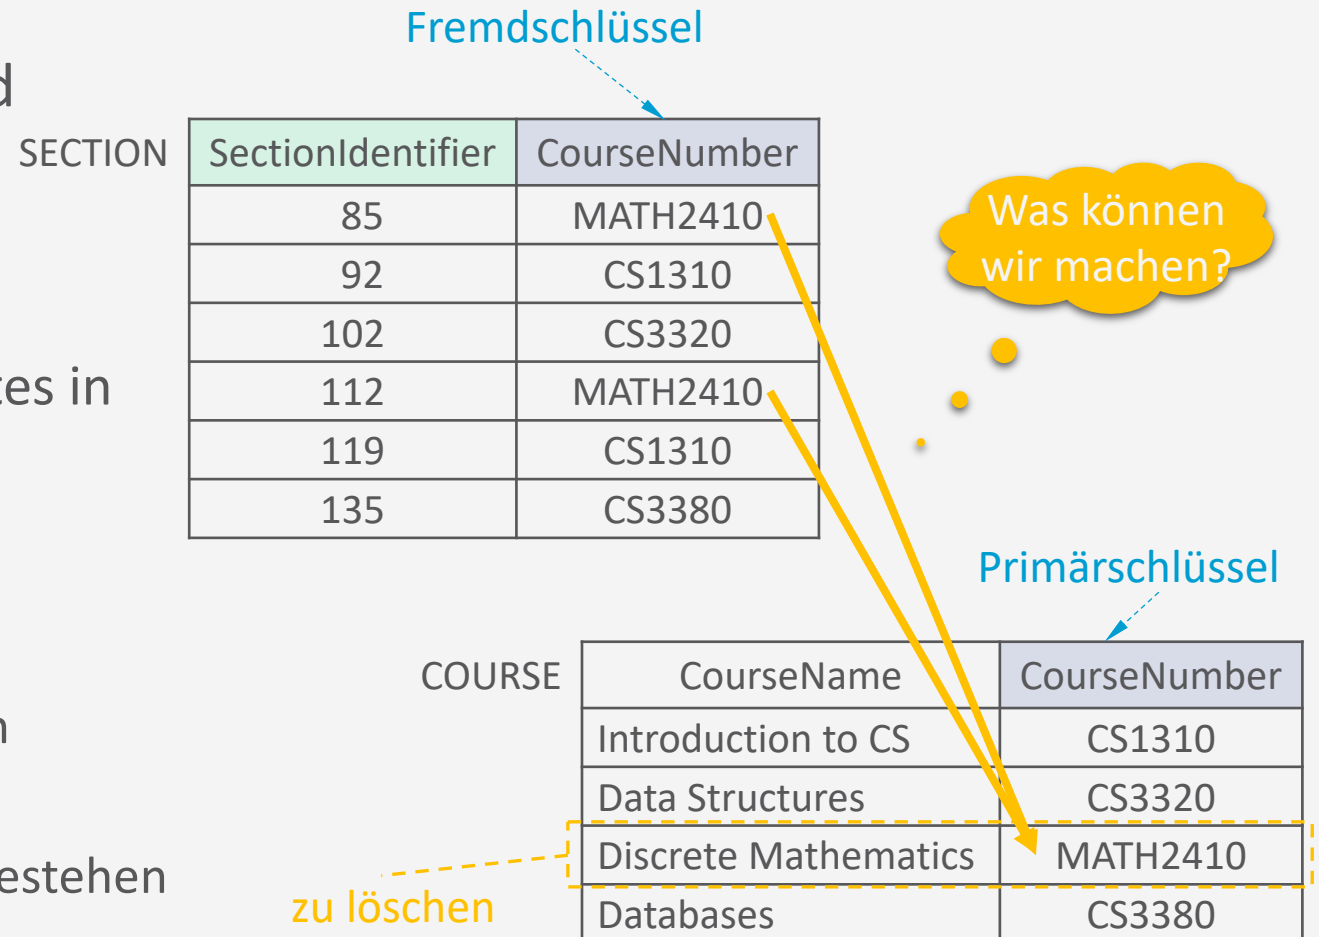 Fremdschlüssel
SECTION SectionIdentifier CourseNumber
85 MATH2410
92 CS1310
102 CS3320
112 MATH2410
119 CS1310
135 CS3380
Was können
wir machen?
in
Primärschlüssel
COURSE CourseName CourseNumber
Introduction to CS CS1310
Data Structures CS3320
Discrete Mathematics MATH2410
Databases CS3380
estehen
zu löschen